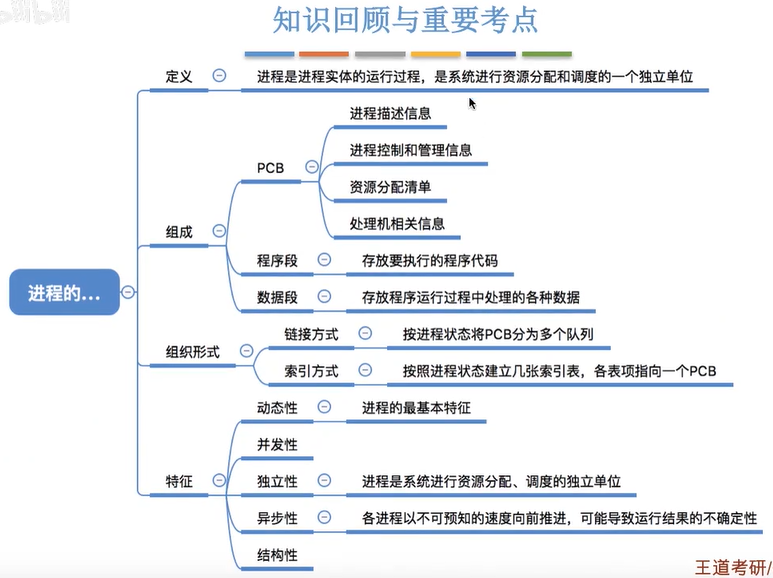 知识回顾与重要考点
定义
进程是进程实体的运行过程，是系统进行资源分配和调度的一个独立单位
进程描述信息
进程控制和管理信息
PCB
资源分配清单
处理机相关信息
组成
程序段
存放要执行的程序代码
数据段
存放程序运行过程中处理的各种数据
进程的...
链接方式
按进程状态将PCB分为多个队列
组织形式
索引方式
按照进程状态建立几张索引表，各表项指向一个PCB
动态性
进程的最基本特征
并发性
特征
独立性
进程是系统进行资源分配、调度的独立单位
异步性
各进程以不可预知的速度向前推进，可能导致运行结果的不确定性
结构性
王道考研/